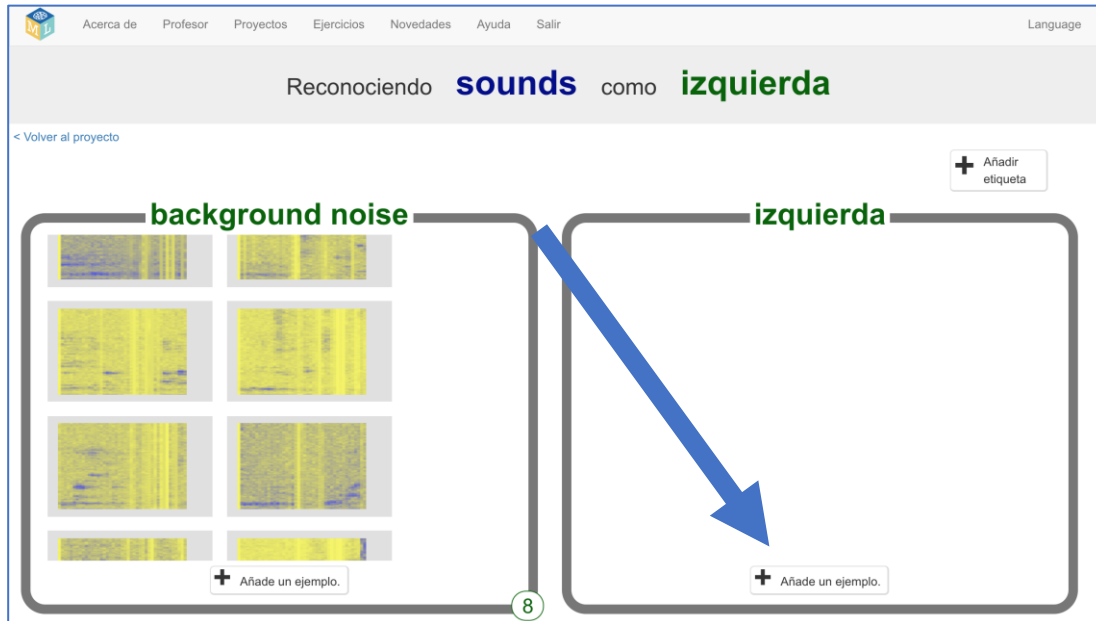 ML
Acerca de Profesor Proyectos Ejercicios Novedades Ayuda Salir Language
Reconociendo sounds como izquierda
< Volver al proyecto
Añadir
etiqueta
background noise
izquierda
Añade un ejemplo.
8
Añade un ejemplo.